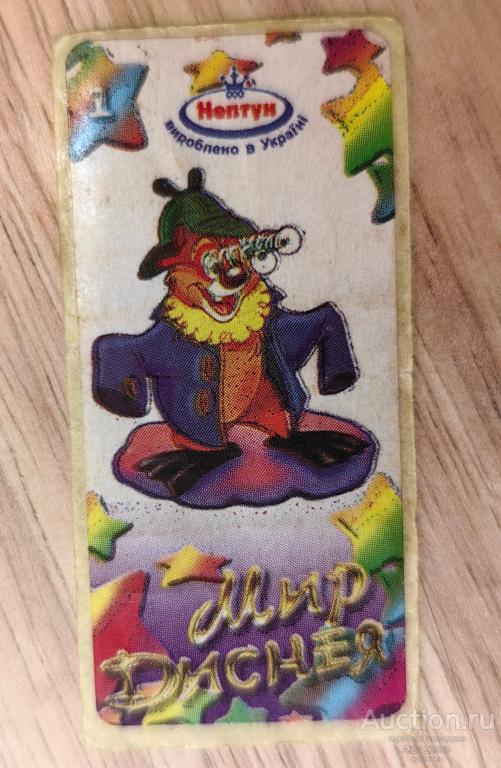 1
Нептун
вироблено в Україні
Мир
Диснея
Auction.ru